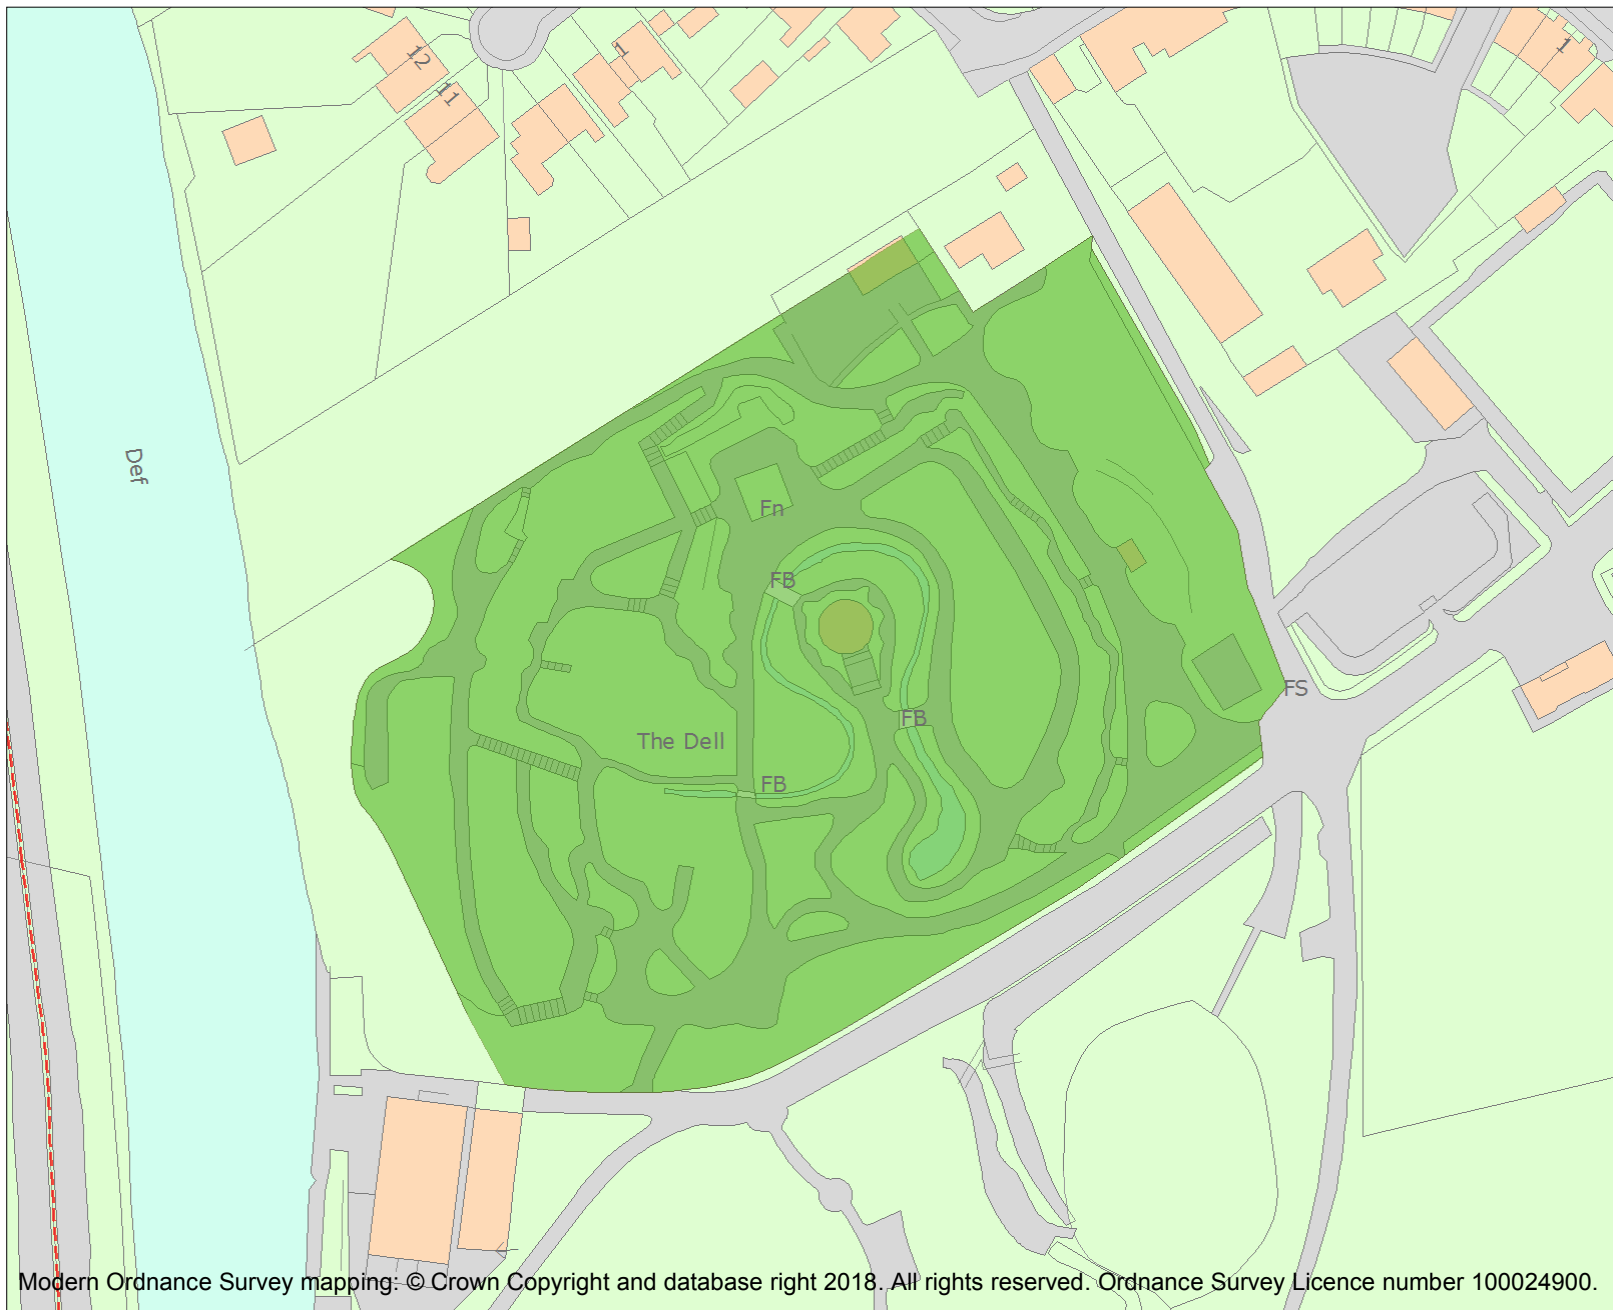 12
11
1
1
Def
Fn
FB
FS
FB
The Dell
FB
Modern Ordnance Survey mapping: © Crown Copyright and database right 2018. All rights reserved. Ordnance Survey Licence number 100024900.